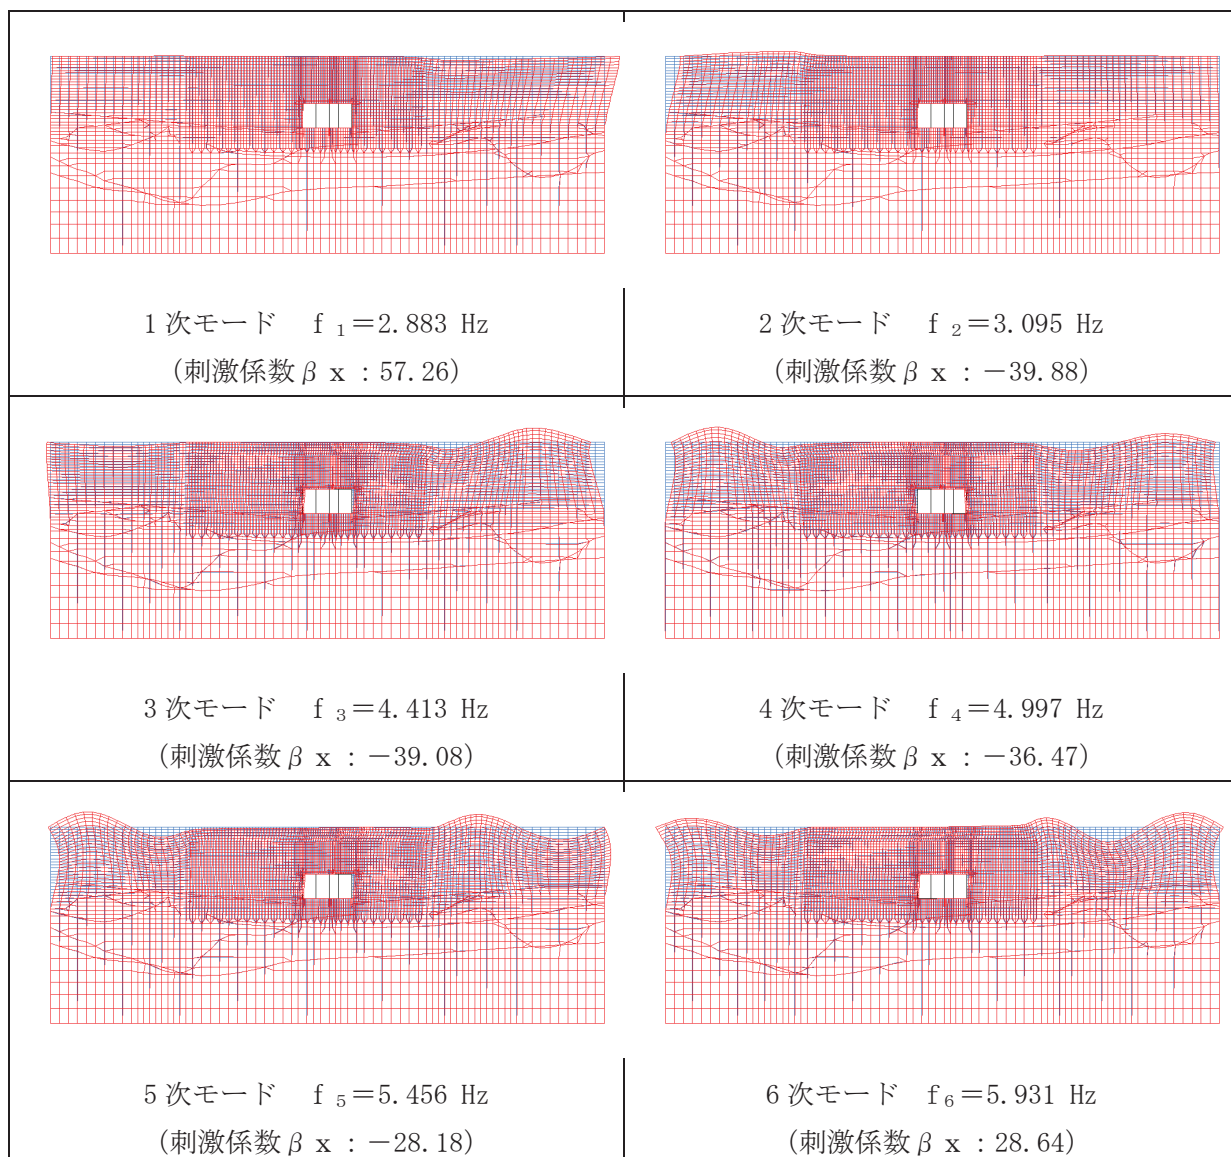 1次モード f 1=2.883 Hz
(刺激係数βx:57.26)
2次モード f 2=3.095 Hz
(刺激係数βx:-39.88)
3次モード f 3=4.413 Hz
(刺激係数βx:-39.08)
4次モード f 4=4.997 Hz
(刺激係数βx:-36.47)
5次モード f 5=5.456 Hz
(刺激係数βx:-28.18)
6次モード f6=5.931 Hz
(刺激係数βx:28.64)